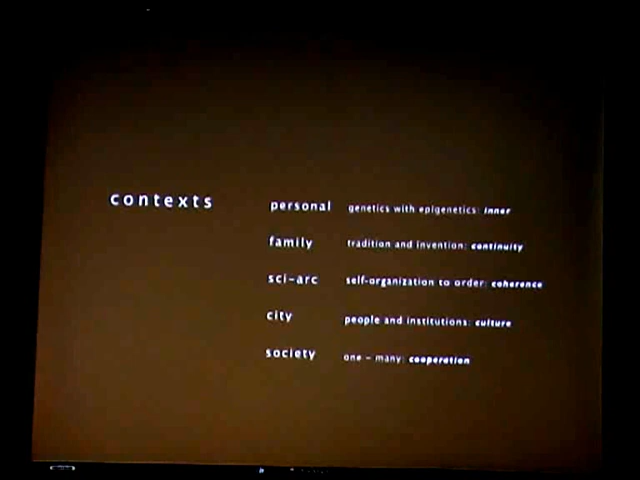 contexts
personal genetics with epigenetics: inner
family tradition and invention: continuity
sci-arc self-organization to order: coherence
city people and institutions: culture
society one – many: cooperation